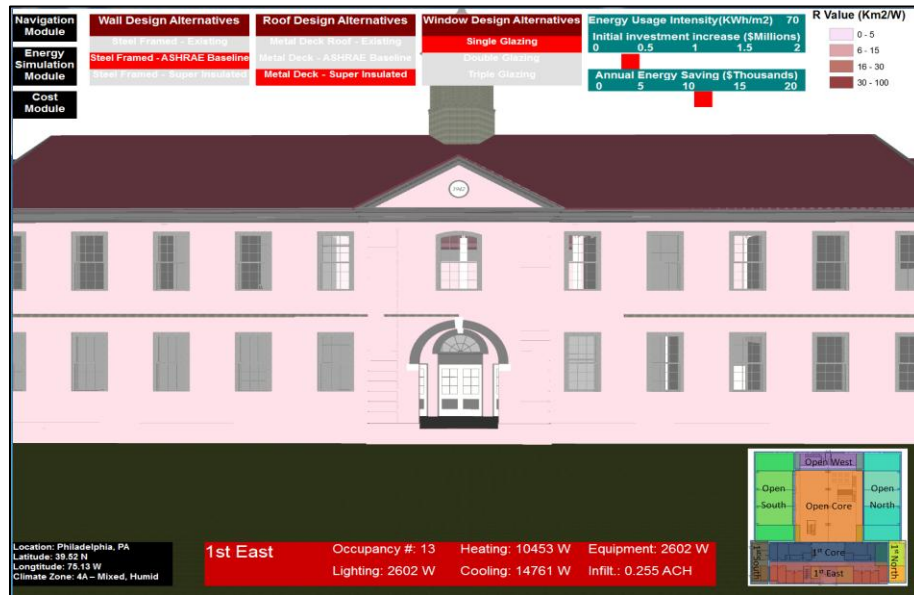 Navigation
Module
Energy
Simulation
Module
Cost
Module
Wall Design Alternatives
Steel Framed - Existing
Steel Framed - ASHRAE Baseline
Steel Framed - Super Insulated
Roof Design Alternatives
Metal Deck Roof - Existing
Metal Deck - ASHRAE Baseline
Metal Deck - Super Insulated
Window Design Alternatives
Single Glazing
Double Glazing
Triple Glazing
Energy Usage Intensity(KWh/m2) 70
Initial investment increase ($Millions)
0 0.5 1 1.5 2
Annual Energy Saving ($Thousands)
0 5 10 15 20
R Value (Km2/W)
0 - 5
6 - 15
16 - 30
30 - 100
Location: Philadelphia, PA
Latitude: 39.52 N
Longtitude: 75.13 W
Climate Zone: 4A – Mixed, Humid
1st East
Occupancy #: 13 Heating: 10453 W Equipment: 2602 W
Lighting: 2602 W Cooling: 14761 W Infilt.: 0.255 ACH
Open West
Open South
Open Core
Open North
1st South
1st Core
1st East
1st North